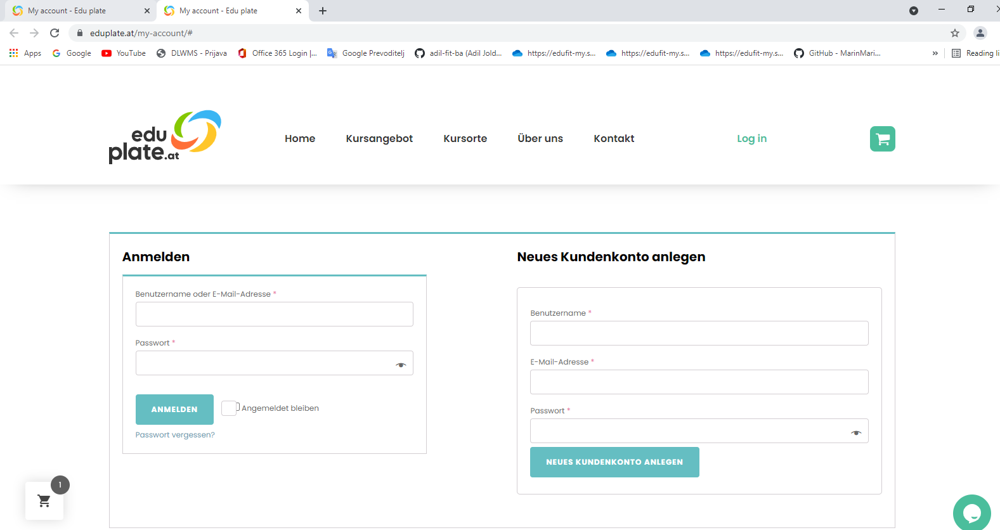 My account - Edu plate
My account - Edu plate
eduplate.at/my-account/#
Apps
Google
YouTube
DLWMS - Prijava
Office 365 Login |...
Google Prevoditelj
adil-fit-ba (Adil Jold...
https://edufit-my.s...
https://edufit-my.s...
https://edufit-my.s...
GitHub - MarinMari...
»
Reading li
edu
plate.at
Home
Kursangebot
Kursorte
Über uns
Kontakt
Log in
Anmelden
Benutzername oder E-Mail-Adresse *
Passwort *
ANMELDEN
Angemeldet bleiben
Passwort vergessen?
Neues Kundenkonto anlegen
Benutzername *
E-Mail-Adresse *
Passwort *
NEUES KUNDENKONTO ANLEGEN
1